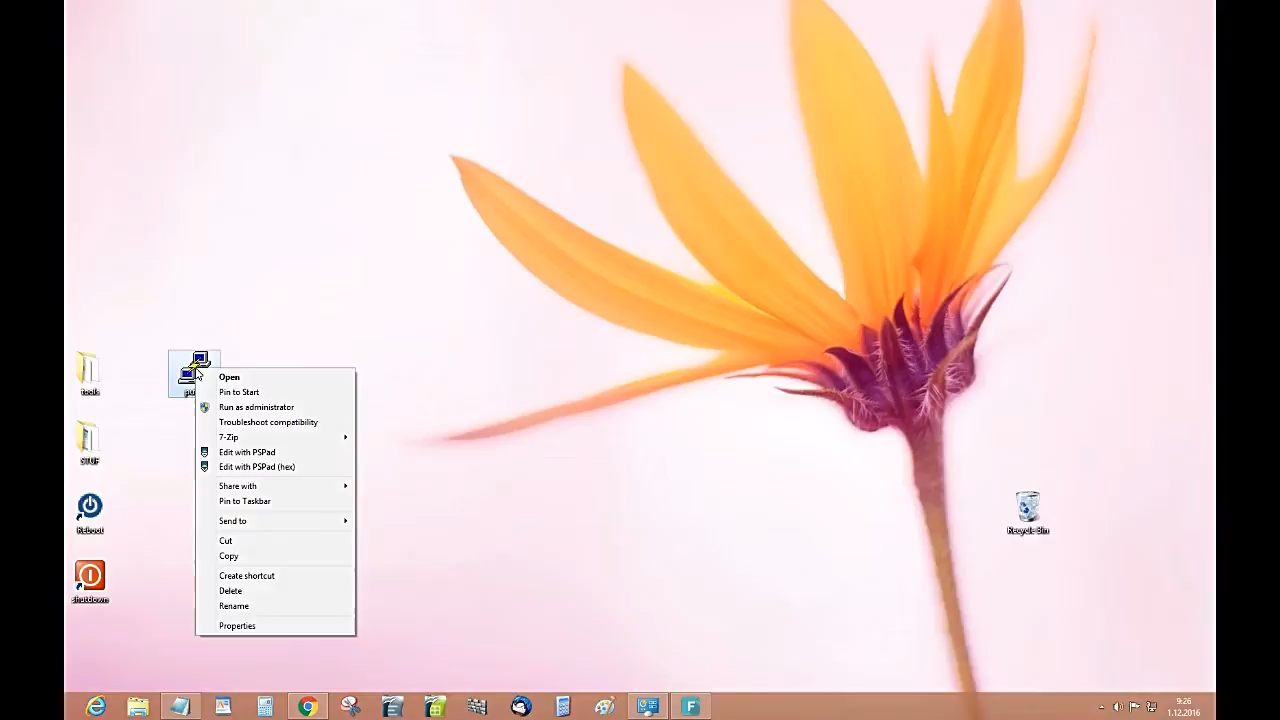 tools
STUF
Reboot
shutdown
Open
Pin to Start
Run as administrator
Troubleshoot compatibility
7-Zip
Edit with PSPad
Edit with PSPad (hex)
Share with
Pin to Taskbar
Send to
Cut
Copy
Create shortcut
Delete
Rename
Properties
Recycle Bin
F
9:26
1.12.2016